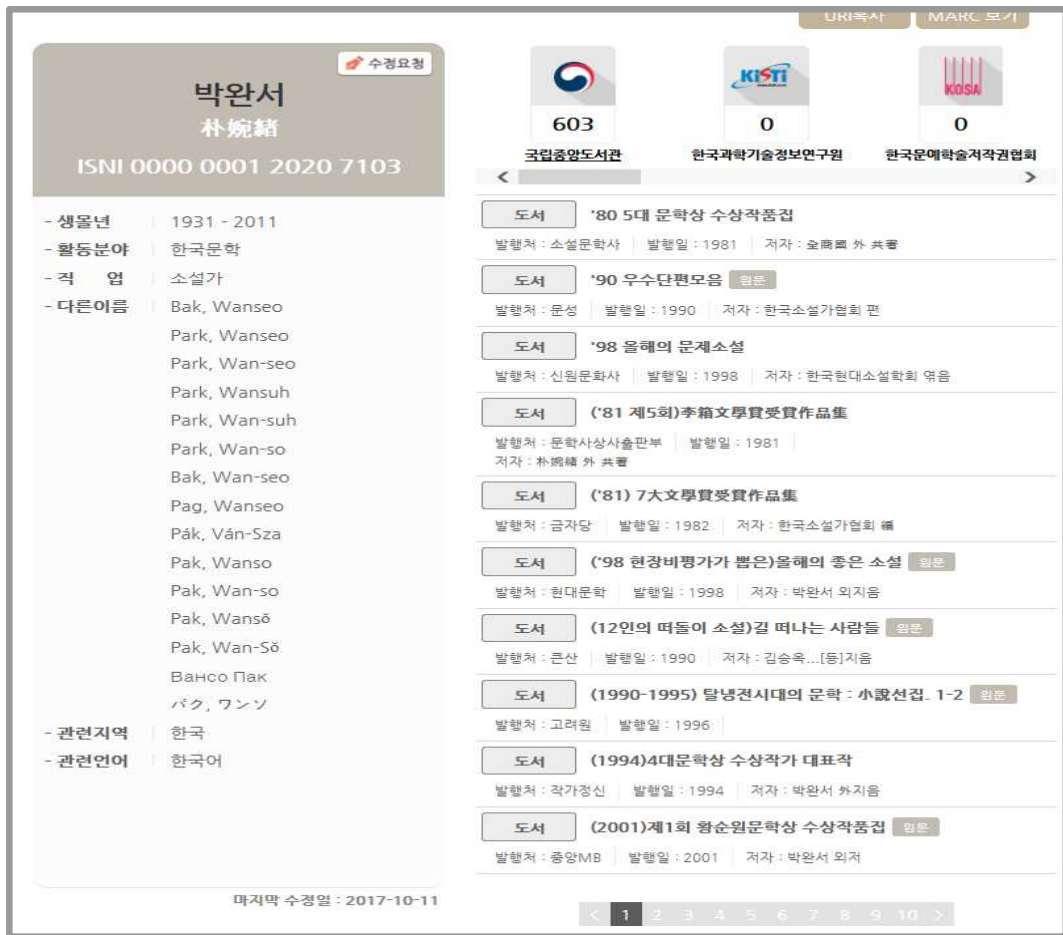 URI복사 MARC 보기
수정요청
박완서
朴婉緖
ISNI 0000 0001 2020 7103
- 생몰년 1931 - 2011
- 활동분야 한국문학
- 직 업 소설가
- 다른이름 Bak, Wanseo
Park, Wanseo
Park, Wan-seo
Park, Wansuh
Park, Wan-suh
Park, Wan-so
Bak, Wan-seo
Pag, Wanseo
Pák, Ván-Sza
Pak, Wanso
Pak, Wan-so
Pak, Wansŏ
Pak, Wan-Sŏ
Вансо Пак
パク, ワンソ
- 관련지역 한국
- 관련언어 한국어
마지막 수정일 : 2017-10-11
KiSTi
KOSA
603 0 0
국립중앙도서관 한국과학기술정보연구원 한국문예학술저작권협회
< >
도서 '80 5대 문학상 수상작품집
발행처 : 소설문학사 발행일 : 1981 저자 : 全商國 外 共著
도서 '90 우수단편모음 원문
발행처 : 문성 발행일 : 1990 저자 : 한국소설가협회 편
도서 '98 올해의 문제소설
발행처 : 신원문화사 발행일 : 1998 저자 : 한국현대소설학회 엮음
도서 ('81 제5회)李箱文學賞受賞作品集
발행처 : 문학사상사출판부 발행일 : 1981
저자 : 朴婉緖 外 共著
도서 ('81) 7大文學賞受賞作品集
발행처 : 금자당 발행일 : 1982 저자 : 한국소설가협회 編
도서 ('98 현장비평가가 뽑은)올해의 좋은 소설 원문
발행처 : 현대문학 발행일 : 1998 저자 : 박완서 외지음
도서 (12인의 떠돌이 소설)길 떠나는 사람들 원문
발행처 : 큰산 발행일 : 1990 저자 : 김승옥...[등]지음
도서 (1990-1995) 탈냉전시대의 문학 : 小說선집. 1-2 원문
발행처 : 고려원 발행일 : 1996
도서 (1994)4대문학상 수상작가 대표작
발행처 : 작가정신 발행일 : 1994 저자 : 박완서 外지음
도서 (2001)제1회 황순원문학상 수상작품집 원문
발행처 : 중앙MB 발행일 : 2001 저자 : 박완서 외저
< 1 2 3 4 5 6 7 8 9 10 >